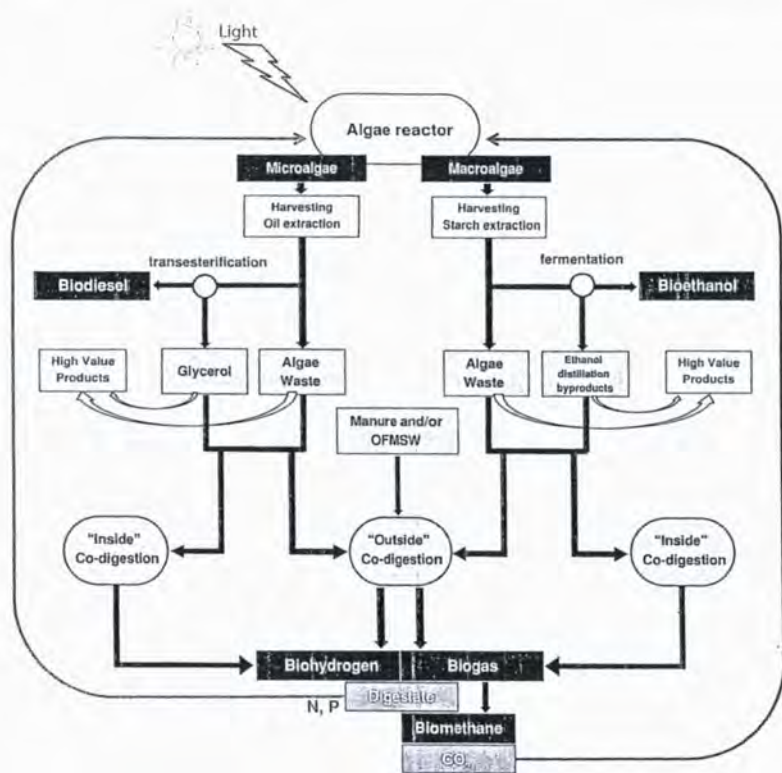 Light
Algae reactor
Microalgae
Macroalgae
Harvesting
Oil extraction
Harvesting
Starch extraction
transesterification
fermentation
Biodiesel
Bioethanol
High Value
Products
Glycerol
Algae
Waste
Algae
Waste
Ethanol
distillation
byproducts
High Value
Products
Manure and/or
OFMSW
"Inside"
Co-digestion
"Outside"
Co-digestion
"Inside"
Co-digestion
Biohydrogen
Biogas
Digestate
N, P
Biomethane
CO